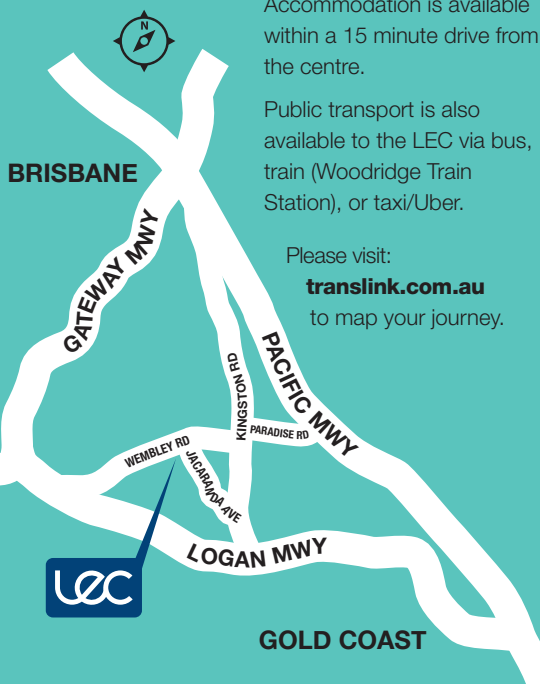 Accommodation is available
within a 15 minute drive from
the centre.
Public transport is also
available to the LEC via bus,
train (Woodridge Train
Station), or taxi/Uber.
Please visit:
translink.com.au
to map your journey.
N
BRISBANE
GATEWAY MWY
PACIFIC MWY
KINGSTON RD
PARADISE RD
WEMBLEY RD
JACARANDA AVE
LOGAN MWY
LEC
GOLD COAST